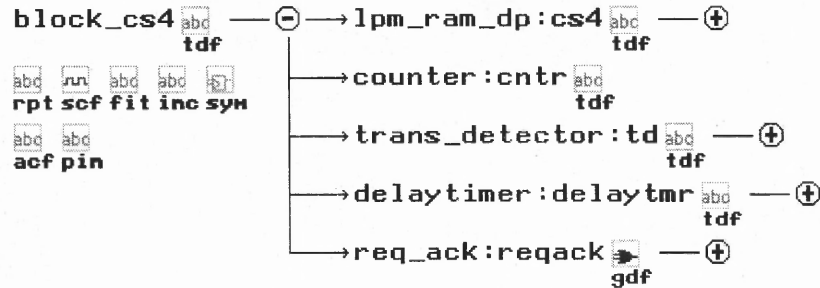 block_cs4 abc tdf
lpm_ram_dp:cs4 abc tdf
counter:cntr abc tdf
abc abc abc abc
rpt scf fit inc sym
trans_detector:td abc tdf
abc abc
acf pin
delaytimer:delaytmr abc tdf
req_ack:reqack gdf